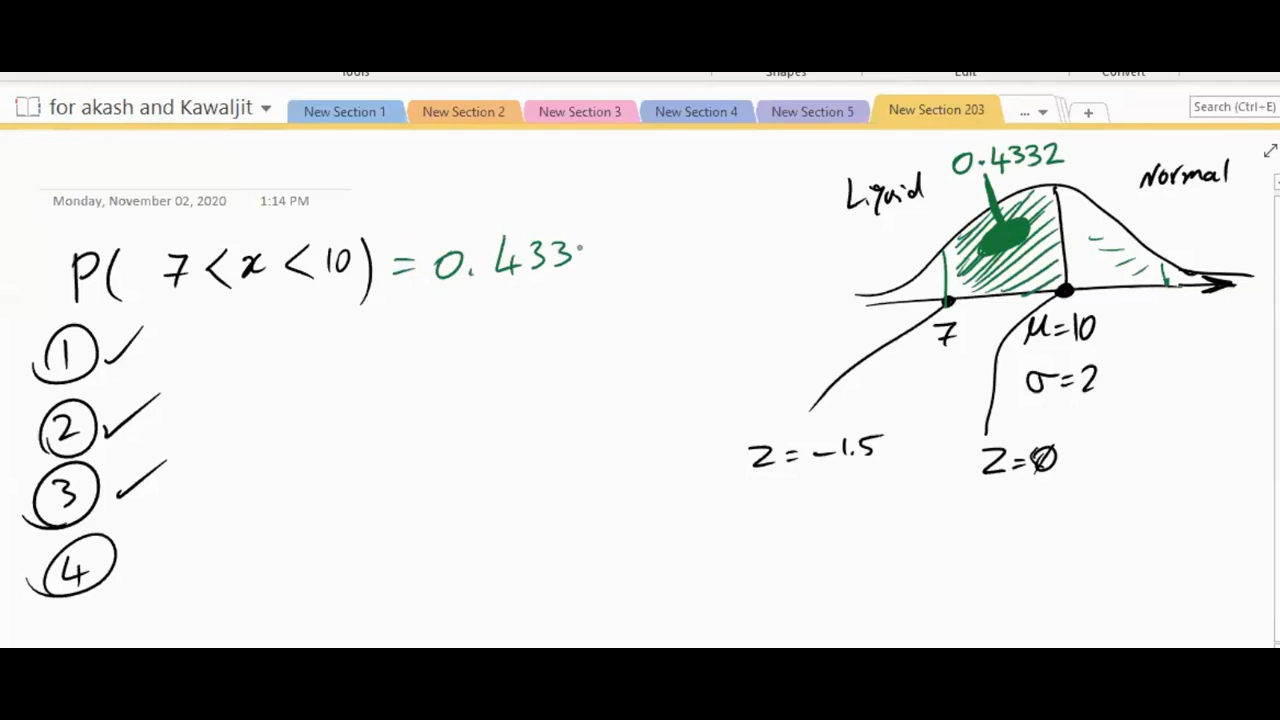 Tools Shapes Edit Convert
for akash and Kawaljit
New Section 1 New Section 2 New Section 3 New Section 4 New Section 5 New Section 203 ... Search (Ctrl+E)
Monday, November 02, 2020 1:14 PM
Liquid 0.4332 Normal
P( 7 < x < 10) = 0.433
7 μ=10
σ=2
z = -1.5 z=0
1
2
3
4